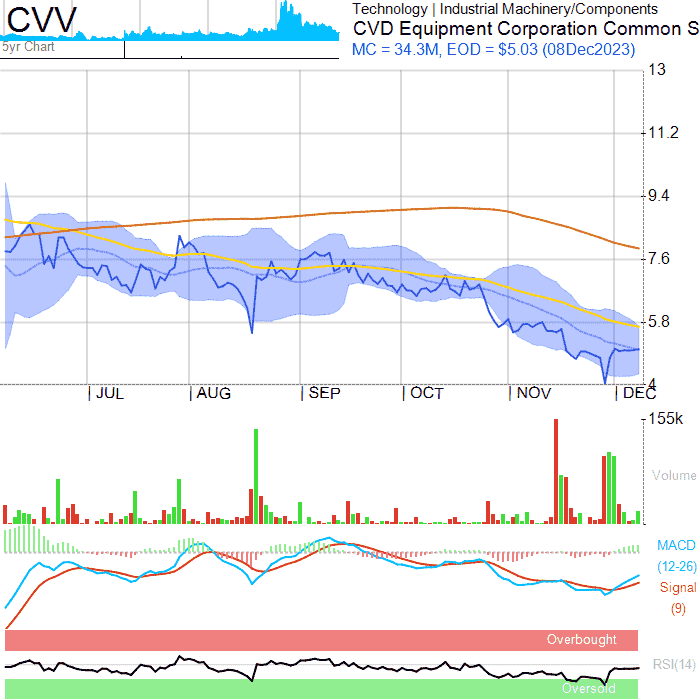 CVV
5yr Chart
Technology | Industrial Machinery/Components
CVD Equipment Corporation Common S
MC = 34.3M, EOD = $5.03 (08Dec2023)
13
11.2
9.4
7.6
5.8
4
JUL AUG SEP OCT NOV DEC
155k
Volume
MACD
(12-26)
Signal
(9)
Overbought
RSI(14)
Oversold